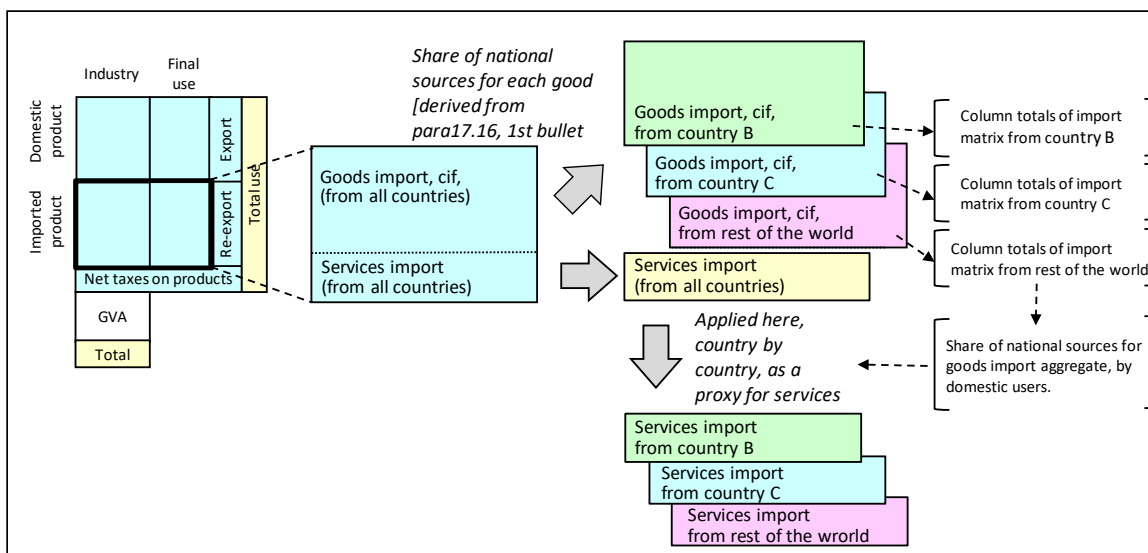 Industry
Final
use
Domestic
product
Imported
product
Export
Re-export
Total use
Net taxes on products
GVA
Total
Share of national
sources for each good
[derived from
para17.16, 1st bullet
Goods import, cif,
(from all countries)
Services import
(from all countries)
Goods import, cif,
from country B
Goods import, cif,
from country C
Goods import, cif,
from rest of the world
Services import
(from all countries)
Column totals of import
matrix from country B
Column totals of import
matrix from country C
Column totals of import
matrix from rest of the world
Share of national sources for
goods import aggregate, by
domestic users.
Applied here,
country by
country, as a
proxy for services
Services import
from country B
Services import
from country C
Services import
from rest of the world